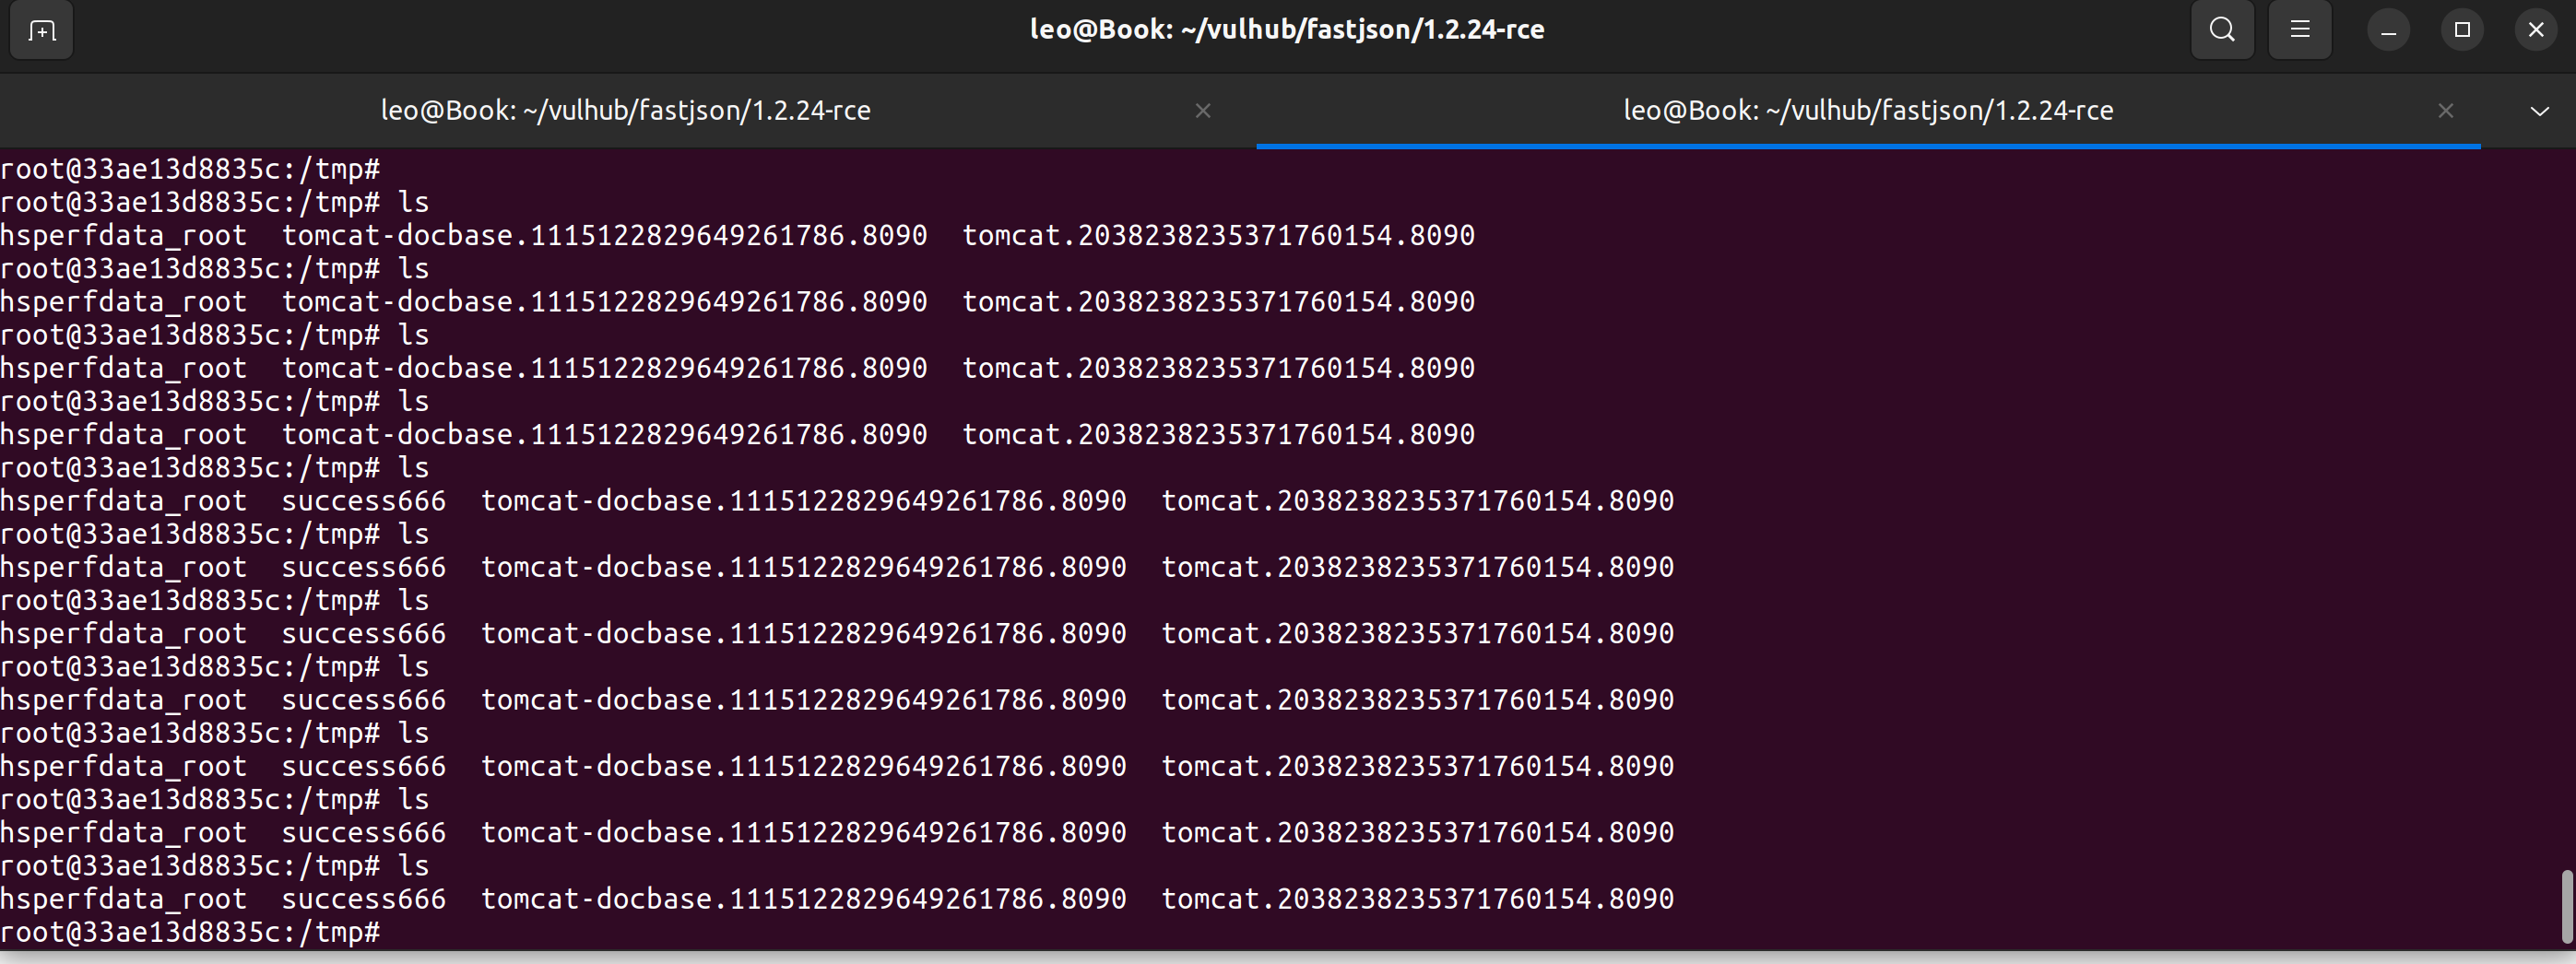 leo@Book: ~/vulhub/fastjson/1.2.24-rce
leo@Book: ~/vulhub/fastjson/1.2.24-rce
leo@Book: ~/vulhub/fastjson/1.2.24-rce
root@33ae13d8835c:/tmp#
root@33ae13d8835c:/tmp# ls
hsperfdata_root  tomcat-docbase.1115122829649261786.8090  tomcat.2038238235371760154.8090
root@33ae13d8835c:/tmp# ls
hsperfdata_root  tomcat-docbase.1115122829649261786.8090  tomcat.2038238235371760154.8090
root@33ae13d8835c:/tmp# ls
hsperfdata_root  tomcat-docbase.1115122829649261786.8090  tomcat.2038238235371760154.8090
root@33ae13d8835c:/tmp# ls
hsperfdata_root  tomcat-docbase.1115122829649261786.8090  tomcat.2038238235371760154.8090
root@33ae13d8835c:/tmp# ls
hsperfdata_root  success666  tomcat-docbase.1115122829649261786.8090  tomcat.2038238235371760154.8090
root@33ae13d8835c:/tmp# ls
hsperfdata_root  success666  tomcat-docbase.1115122829649261786.8090  tomcat.2038238235371760154.8090
root@33ae13d8835c:/tmp# ls
hsperfdata_root  success666  tomcat-docbase.1115122829649261786.8090  tomcat.2038238235371760154.8090
root@33ae13d8835c:/tmp# ls
hsperfdata_root  success666  tomcat-docbase.1115122829649261786.8090  tomcat.2038238235371760154.8090
root@33ae13d8835c:/tmp# ls
hsperfdata_root  success666  tomcat-docbase.1115122829649261786.8090  tomcat.2038238235371760154.8090
root@33ae13d8835c:/tmp# ls
hsperfdata_root  success666  tomcat-docbase.1115122829649261786.8090  tomcat.2038238235371760154.8090
root@33ae13d8835c:/tmp# ls
hsperfdata_root  success666  tomcat-docbase.1115122829649261786.8090  tomcat.2038238235371760154.8090
root@33ae13d8835c:/tmp#